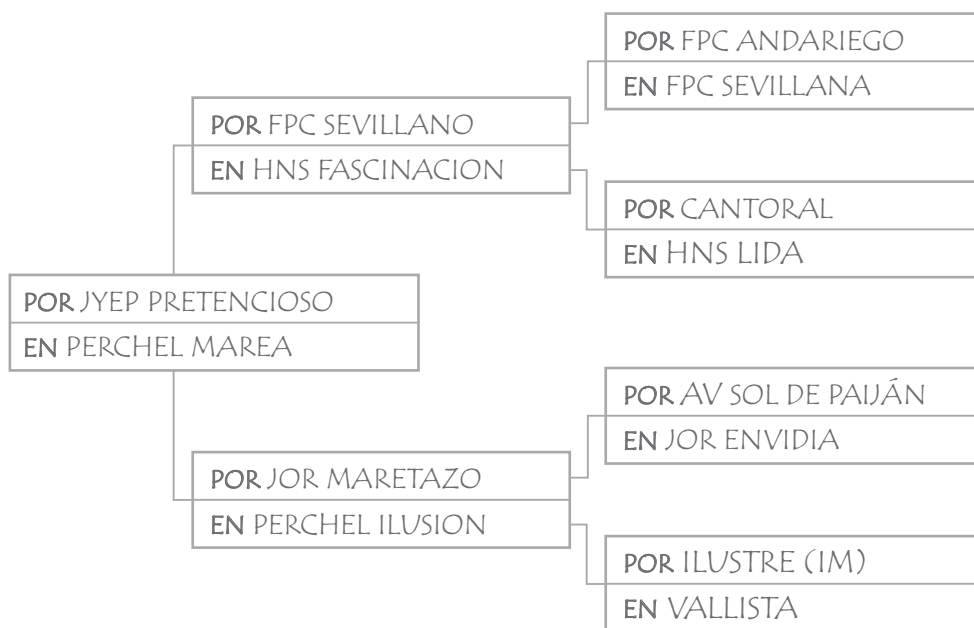 POR FPC ANDARIEGO
EN FPC SEVILLANA
POR FPC SEVILLANO
EN HNS FASCINACION
POR CANTORAL
EN HNS LIDA
POR JYEP PRETENCIOSO
EN PERCHEL MAREA
POR AV SOL DE PAIJÁN
EN JOR ENVIDIA
POR JOR MARETAZO
EN PERCHEL ILUSION
POR ILUSTRE (IM)
EN VALLISTA